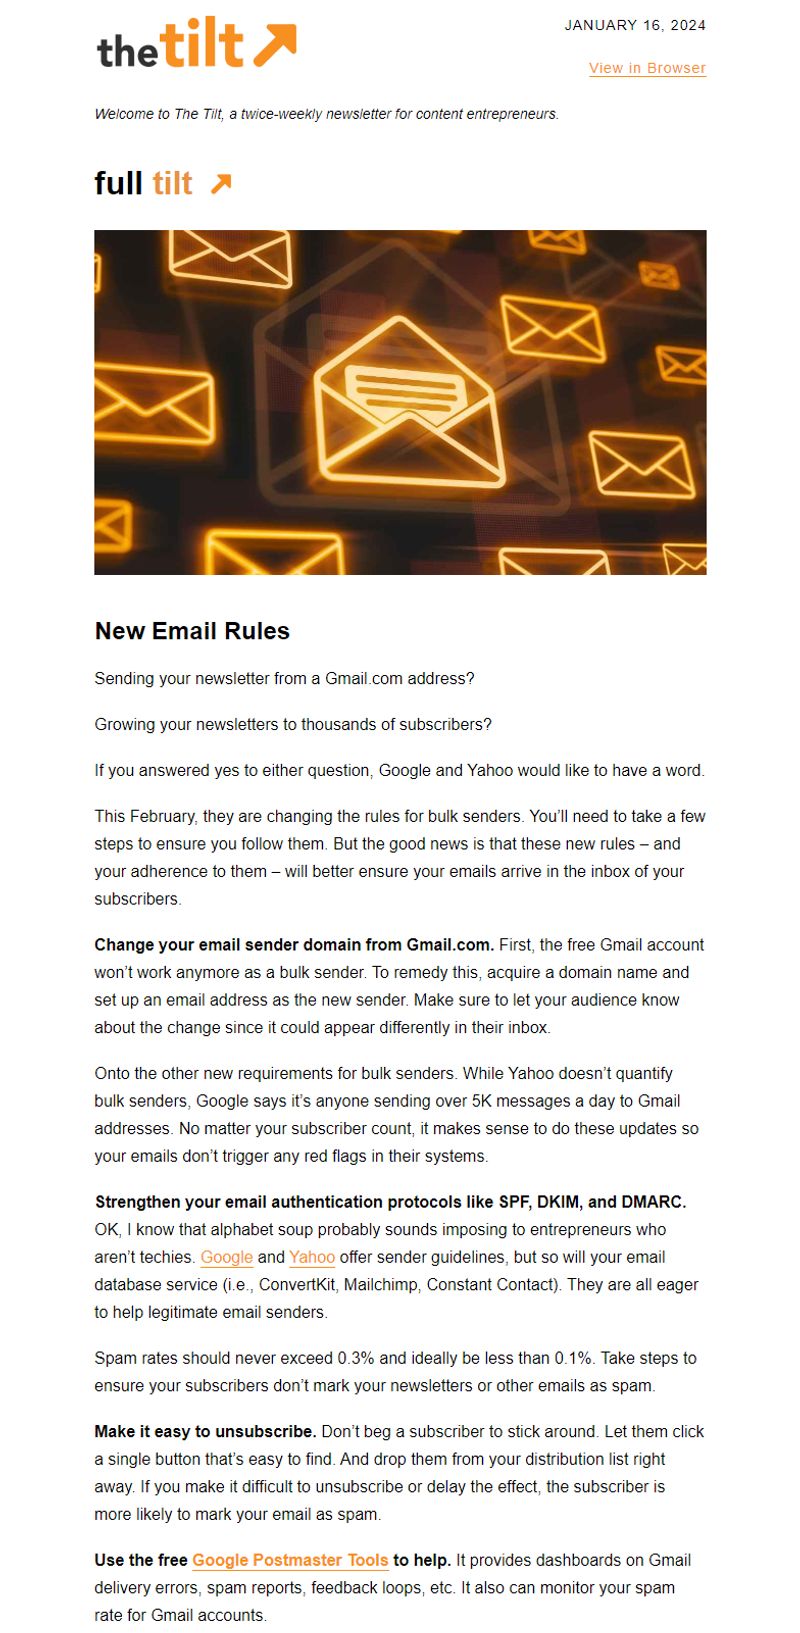 the tilt
JANUARY 16, 2024
View in Browser
Welcome to The Tilt, a twice-weekly newsletter for content entrepreneurs.
full tilt
New Email Rules
Sending your newsletter from a Gmail.com address?
Growing your newsletters to thousands of subscribers?
If you answered yes to either question, Google and Yahoo would like to have a word.
This February, they are changing the rules for bulk senders. You’ll need to take a few
steps to ensure you follow them. But the good news is that these new rules – and
your adherence to them – will better ensure your emails arrive in the inbox of your
subscribers.
Change your email sender domain from Gmail.com. First, the free Gmail account
won’t work anymore as a bulk sender. To remedy this, acquire a domain name and
set up an email address as the new sender. Make sure to let your audience know
about the change since it could appear differently in their inbox.
Onto the other new requirements for bulk senders. While Yahoo doesn’t quantify
bulk senders, Google says it’s anyone sending over 5K messages a day to Gmail
addresses. No matter your subscriber count, it makes sense to do these updates so
your emails don’t trigger any red flags in their systems.
Strengthen your email authentication protocols like SPF, DKIM, and DMARC.
OK, I know that alphabet soup probably sounds imposing to entrepreneurs who
aren’t techies. Google and Yahoo offer sender guidelines, but so will your email
database service (i.e., ConvertKit, Mailchimp, Constant Contact). They are all eager
to help legitimate email senders.
Spam rates should never exceed 0.3% and ideally be less than 0.1%. Take steps to
ensure your subscribers don’t mark your newsletters or other emails as spam.
Make it easy to unsubscribe. Don’t beg a subscriber to stick around. Let them click
a single button that’s easy to find. And drop them from your distribution list right
away. If you make it difficult to unsubscribe or delay the effect, the subscriber is
more likely to mark your email as spam.
Use the free Google Postmaster Tools to help. It provides dashboards on Gmail
delivery errors, spam reports, feedback loops, etc. It also can monitor your spam
rate for Gmail accounts.